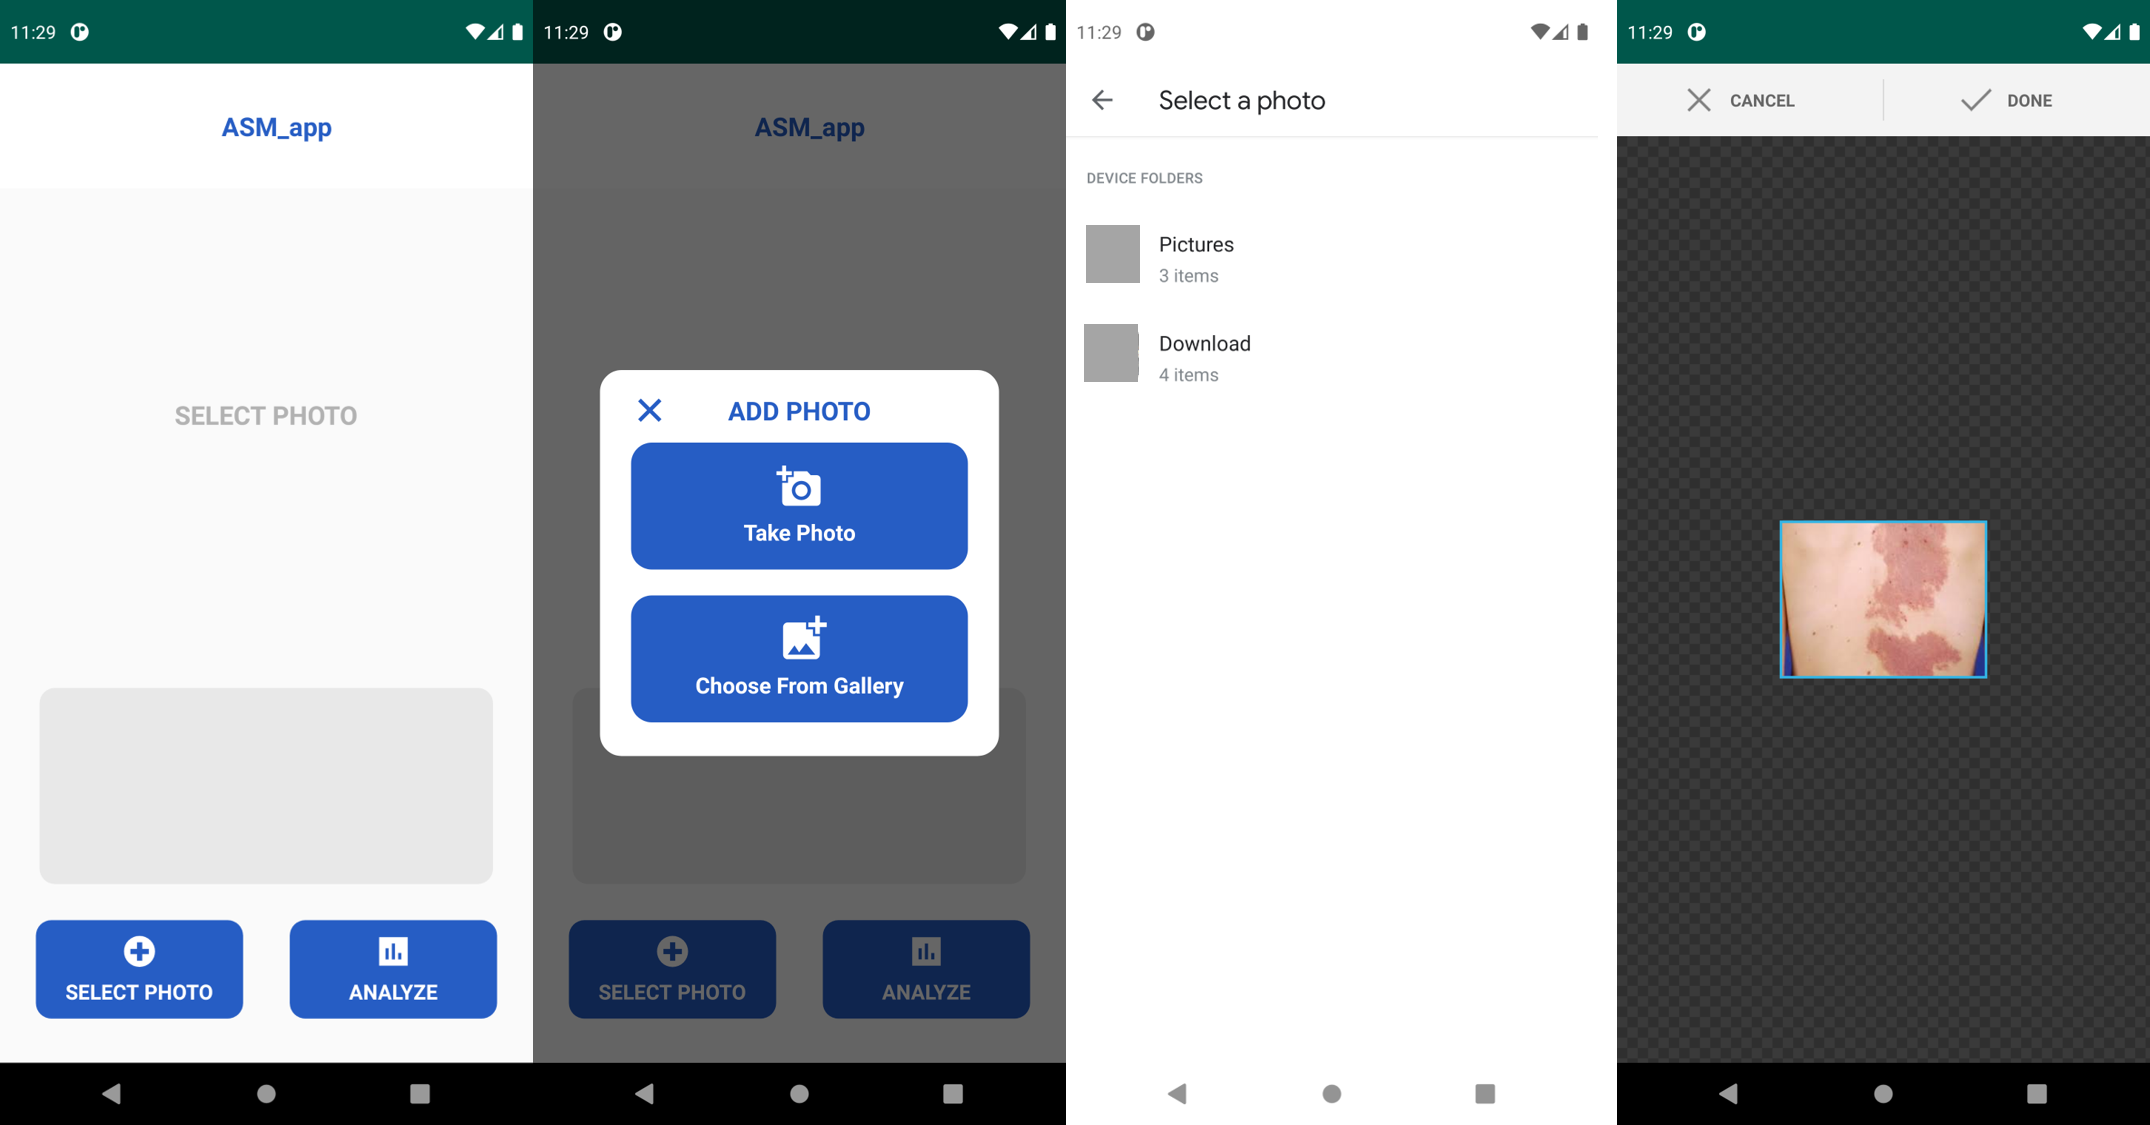 11:29
ASM_app
SELECT PHOTO
SELECT PHOTO
ANALYZE
11:29
ASM_app
ADD PHOTO
Take Photo
Choose From Gallery
SELECT PHOTO
ANALYZE
11:29
Select a photo
DEVICE FOLDERS
Pictures
3 items
Download
4 items
11:29
CANCEL
DONE